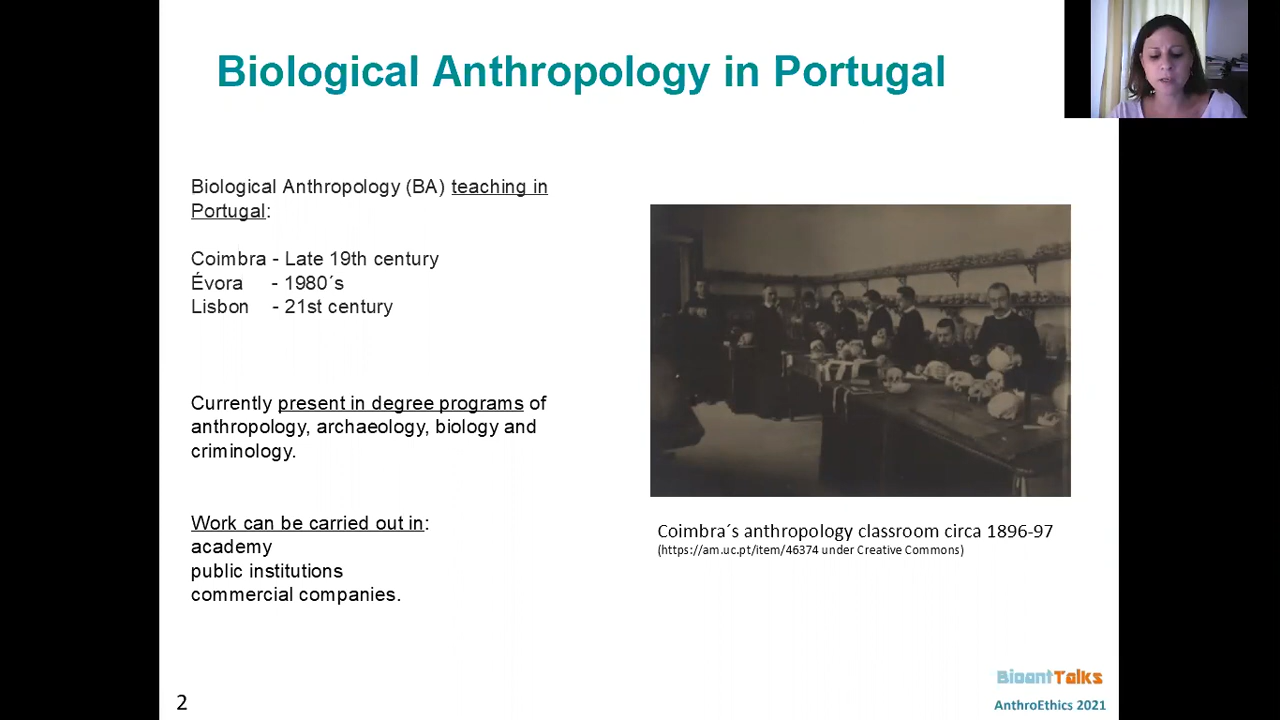 Biological Anthropology in Portugal
Biological Anthropology (BA) teaching in
Portugal:
Coimbra - Late 19th century
Évora - 1980´s
Lisbon - 21st century
Currently present in degree programs of
anthropology, archaeology, biology and
criminology.
Work can be carried out in:
academy
public institutions
commercial companies.
Coimbra´s anthropology classroom circa 1896-97
(https://am.uc.pt/item/46374 under Creative Commons)
BioantTalks
AnthroEthics 2021
2